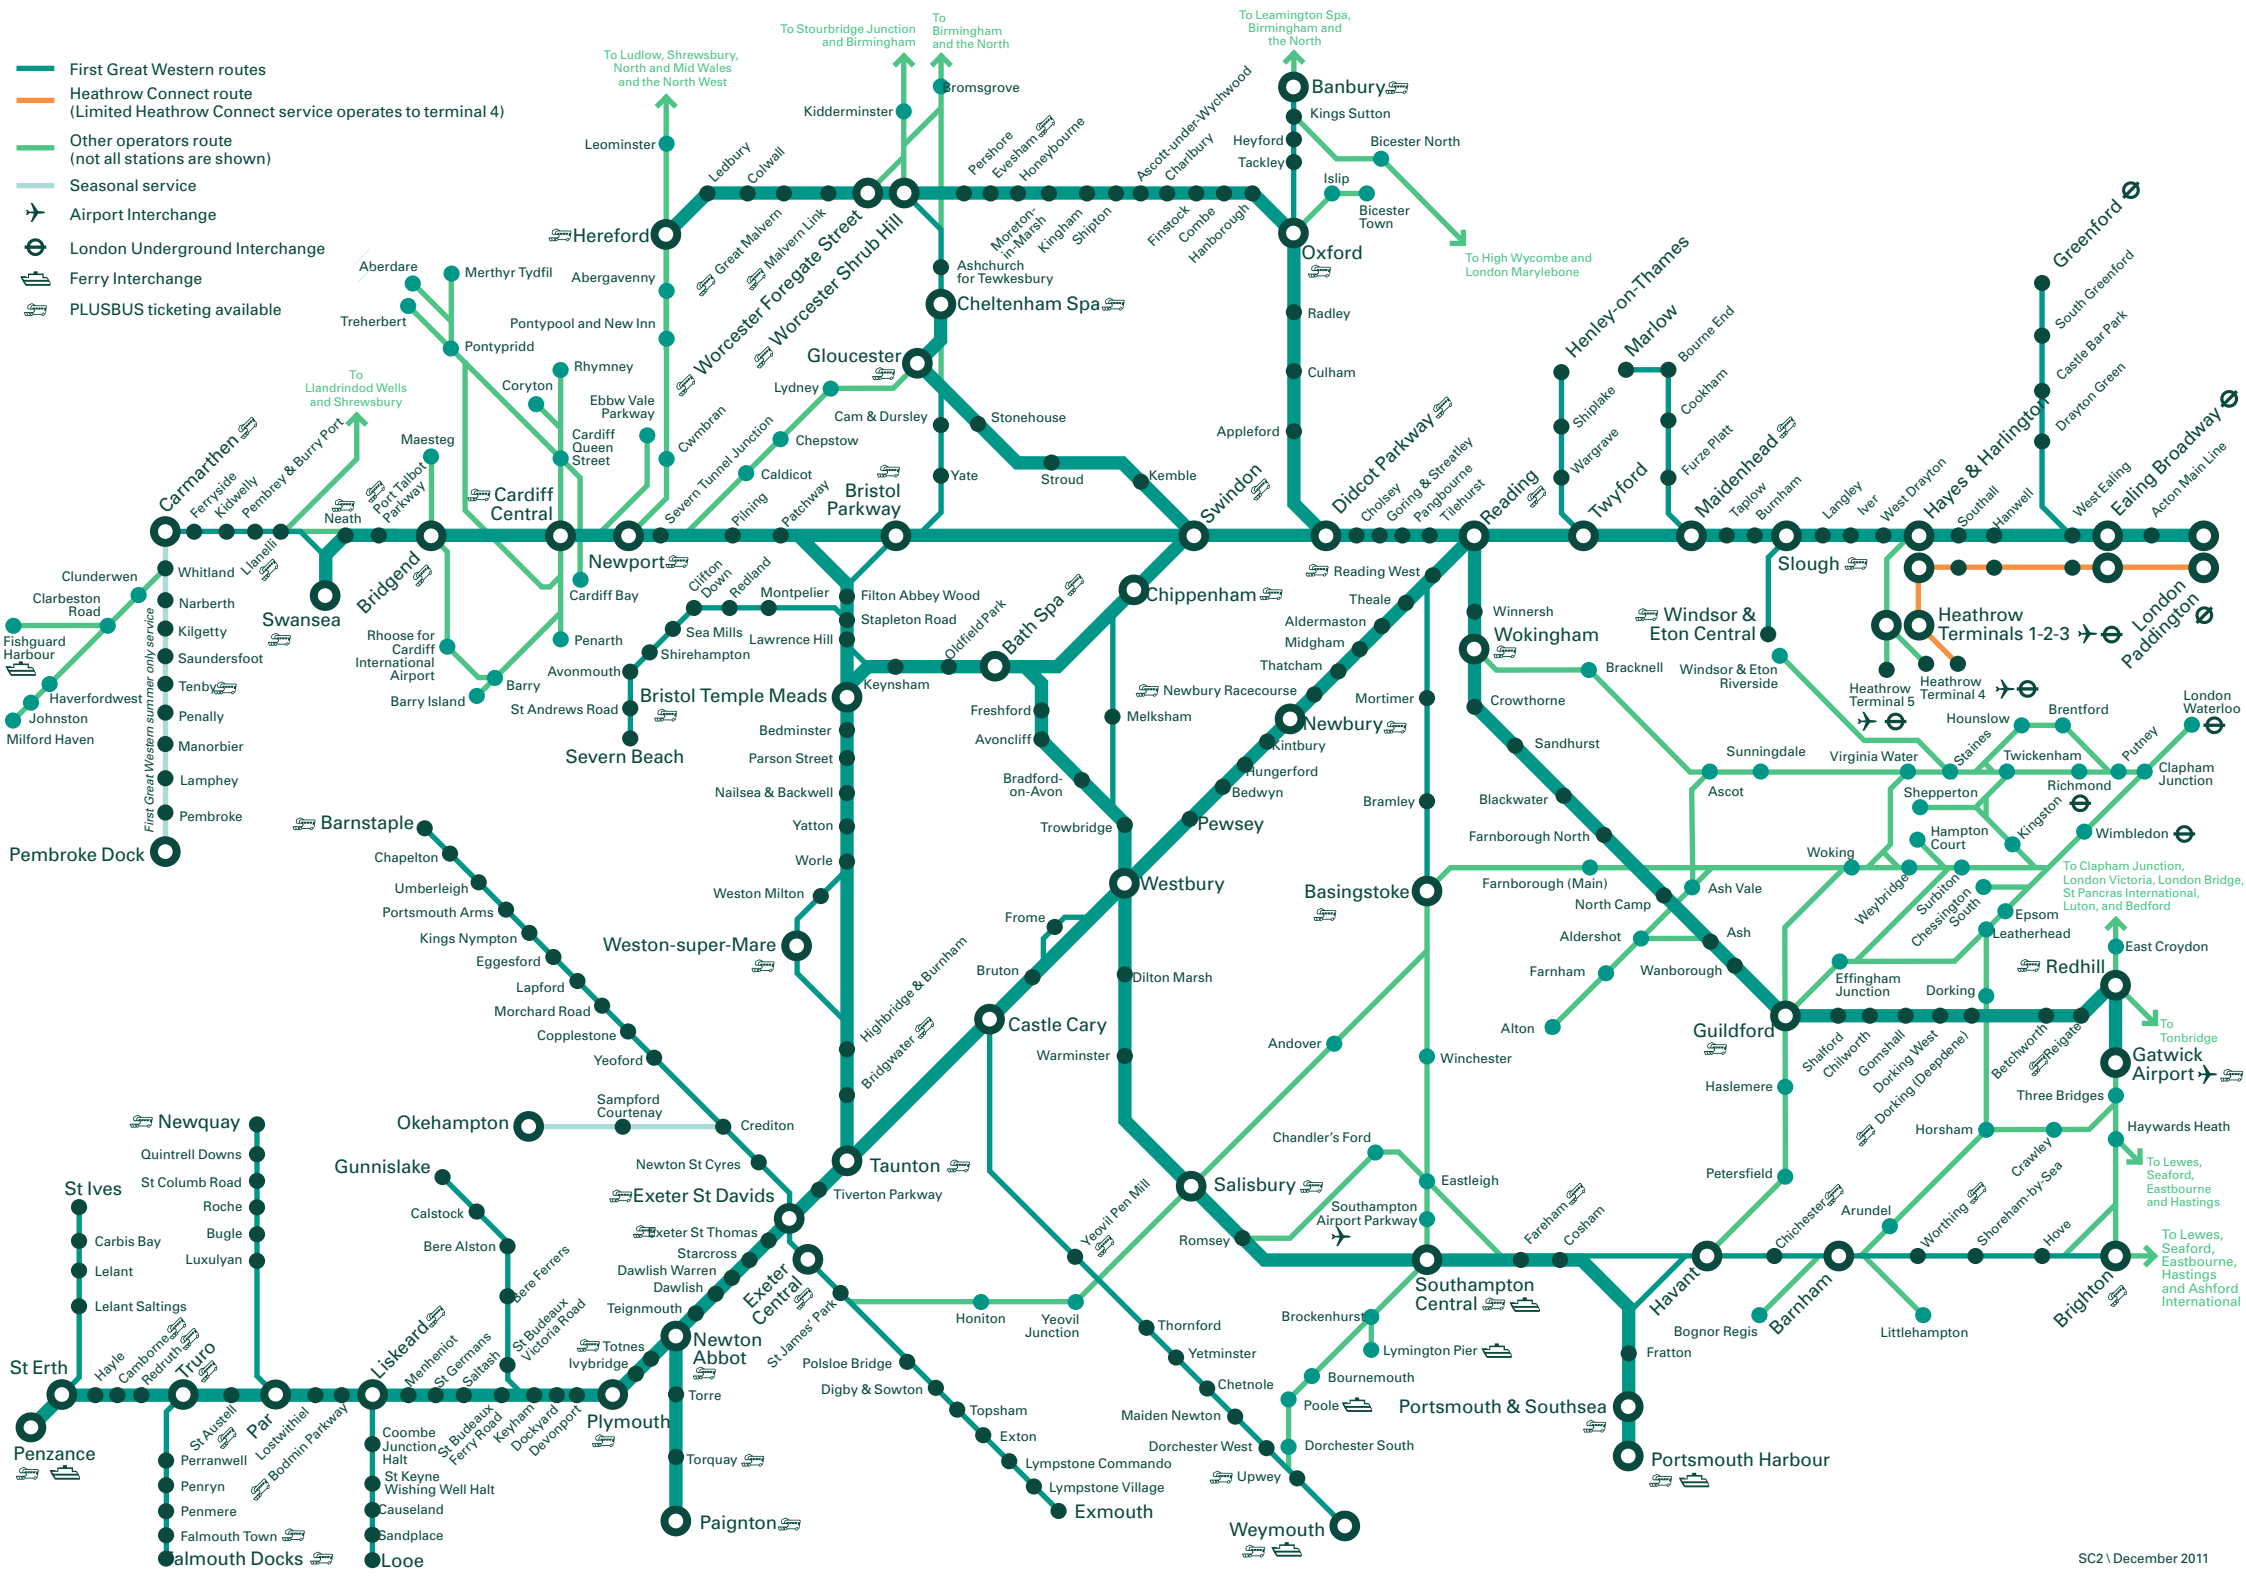 First Great Western routes
Heathrow Connect route
(Limited Heathrow Connect service operates to terminal 4)
Other operators route
(not all stations are shown)
Seasonal service
Airport Interchange
London Underground Interchange
Ferry Interchange
PLUSBUS ticketing available
To Ludlow, Shrewsbury,
North and Mid Wales
and the North West
To Stourbridge Junction
and Birmingham
To
Birmingham
and the North
To Leamington Spa,
Birmingham and
the North
Leominster
Kidderminster
Bromsgrove
Banbury
Kings Sutton
Heyford
Tackley
Bicester North
Islip
Bicester
Town
To High Wycombe and
London Marylebone
Hereford
Ledbury
Colwall
Great Malvern
Malvern Link
Worcester Foregate Street
Worcester Shrub Hill
Pershore
Evesham
Honeybourne
Moreton-
in-Marsh
Kingham
Shipton
Ascott-under-Wychwood
Charlbury
Finstock
Combe
Hanborough
Oxford
Radley
Culham
Appleford
Ashchurch
for Tewkesbury
Cheltenham Spa
Gloucester
Lydney
Chepstow
Caldicot
Cam & Dursley
Yate
Stonehouse
Stroud
Kemble
Abergavenny
Pontypool and New Inn
Cwmbran
Ebbw Vale
Parkway
Aberdare
Merthyr Tydfil
Treherbert
Pontypridd
Rhymney
Coryton
Cardiff
Queen
Street
Maesteg
To
Llandrindod Wells
and Shrewsbury
Carmarthen
Ferryside
Kidwelly
Pembrey & Burry Port
Llanelli
Neath
Port Talbot
Parkway
Swansea
Bridgend
Cardiff
Central
Newport
Severn Tunnel Junction
Pilning
Patchway
Bristol
Parkway
Swindon
Didcot Parkway
Cholsey
Goring & Streatley
Pangbourne
Tilehurst
Reading
Twyford
Wargrave
Shiplake
Henley-on-Thames
Marlow
Bourne End
Cookham
Furze Platt
Maidenhead
Taplow
Burnham
Slough
Langley
Iver
West Drayton
Hayes & Harlington
Southall
Hanwell
West Ealing
Ealing Broadway
Acton Main Line
London
Paddington
Greenford
South Greenford
Castle Bar Park
Drayton Green
Heathrow
Terminals 1-2-3
Heathrow
Terminal 5
Heathrow
Terminal 4
Windsor &
Eton Central
Windsor & Eton
Riverside
Whitland
Clunderwen
Clarbeston
Road
Fishguard
Harbour
Haverfordwest
Johnston
Milford Haven
Narberth
Kilgetty
Saundersfoot
Tenby
Penally
Manorbier
Lamphey
Pembroke
Pembroke Dock
First Great Western summer only service
Rhoose for
Cardiff
International
Airport
Barry
Barry Island
Penarth
Cardiff Bay
Clifton
Down
Redland
Montpelier
Sea Mills
Shirehampton
Avonmouth
St Andrews Road
Severn Beach
Filton Abbey Wood
Stapleton Road
Lawrence Hill
Bristol Temple Meads
Keynsham
Oldfield Park
Bath Spa
Chippenham
Melksham
Freshford
Avoncliff
Bradford-
on-Avon
Trowbridge
Westbury
Bedminster
Parson Street
Nailsea & Backwell
Yatton
Worle
Weston Milton
Weston-super-Mare
Highbridge & Burnham
Bridgwater
Taunton
Tiverton Parkway
Reading West
Theale
Aldermaston
Midgham
Thatcham
Newbury Racecourse
Newbury
Kintbury
Hungerford
Bedwyn
Pewsey
Frome
Bruton
Castle Cary
Dilton Marsh
Warminster
Salisbury
Romsey
Mortimer
Bramley
Basingstoke
Winnersh
Wokingham
Bracknell
Crowthorne
Sandhurst
Blackwater
Farnborough North
Farnborough (Main)
North Camp
Ash Vale
Aldershot
Ash
Farnham
Wanborough
Alton
Guildford
Ascot
Sunningdale
Virginia Water
Staines
Hounslow
Brentford
Twickenham
Richmond
Putney
Clapham
Junction
London
Waterloo
Shepperton
Kingston
Hampton
Court
Wimbledon
Woking
Weybridge
Surbiton
Chessington
South
Epsom
Leatherhead
Effingham
Junction
Dorking
To Clapham Junction,
London Victoria, London Bridge,
St Pancras International,
Luton, and Bedford
East Croydon
Redhill
To
Tonbridge
Gatwick
Airport
Shalford
Chilworth
Gomshall
Dorking West
Dorking (Deepdene)
Betchworth
Reigate
Three Bridges
Haywards Heath
Horsham
Crawley
To Lewes,
Seaford,
Eastbourne
and Hastings
To Lewes,
Seaford,
Eastbourne,
Hastings
and Ashford
International
Haslemere
Petersfield
Havant
Chichester
Barnham
Bognor Regis
Arundel
Littlehampton
Worthing
Shoreham-by-Sea
Hove
Brighton
Andover
Winchester
Chandler's Ford
Eastleigh
Southampton
Airport Parkway
Southampton
Central
Fareham
Cosham
Fratton
Portsmouth & Southsea
Portsmouth Harbour
Brockenhurst
Lymington Pier
Bournemouth
Poole
Dorchester South
Yeovil Pen Mill
Yeovil
Junction
Honiton
Thornford
Yetminster
Chetnole
Maiden Newton
Dorchester West
Upwey
Weymouth
Barnstaple
Chapelton
Umberleigh
Portsmouth Arms
Kings Nympton
Eggesford
Lapford
Morchard Road
Copplestone
Yeoford
Crediton
Sampford
Courtenay
Okehampton
Newton St Cyres
Exeter St Davids
Exeter St Thomas
Exeter
Central
St James' Park
Polsloe Bridge
Digby & Sowton
Topsham
Exton
Lympstone Commando
Lympstone Village
Exmouth
Starcross
Dawlish Warren
Dawlish
Teignmouth
Newton
Abbot
Torre
Torquay
Paignton
Totnes
Ivybridge
Plymouth
Devonport
Dockyard
Keyham
St Budeaux
Ferry Road
St Budeaux
Victoria Road
Bere Ferrers
Bere Alston
Calstock
Gunnislake
Saltash
St Germans
Menheniot
Liskeard
Coombe
Junction
Halt
St Keyne
Wishing Well Halt
Causeland
Sandplace
Looe
Bodmin Parkway
Lostwithiel
Par
Newquay
Quintrell Downs
St Columb Road
Roche
Bugle
Luxulyan
St Austell
Truro
Perranwell
Penryn
Penmere
Falmouth Town
Falmouth Docks
Redruth
Camborne
Hayle
St Erth
St Ives
Carbis Bay
Lelant
Lelant Saltings
Penzance
SC2 \ December 2011